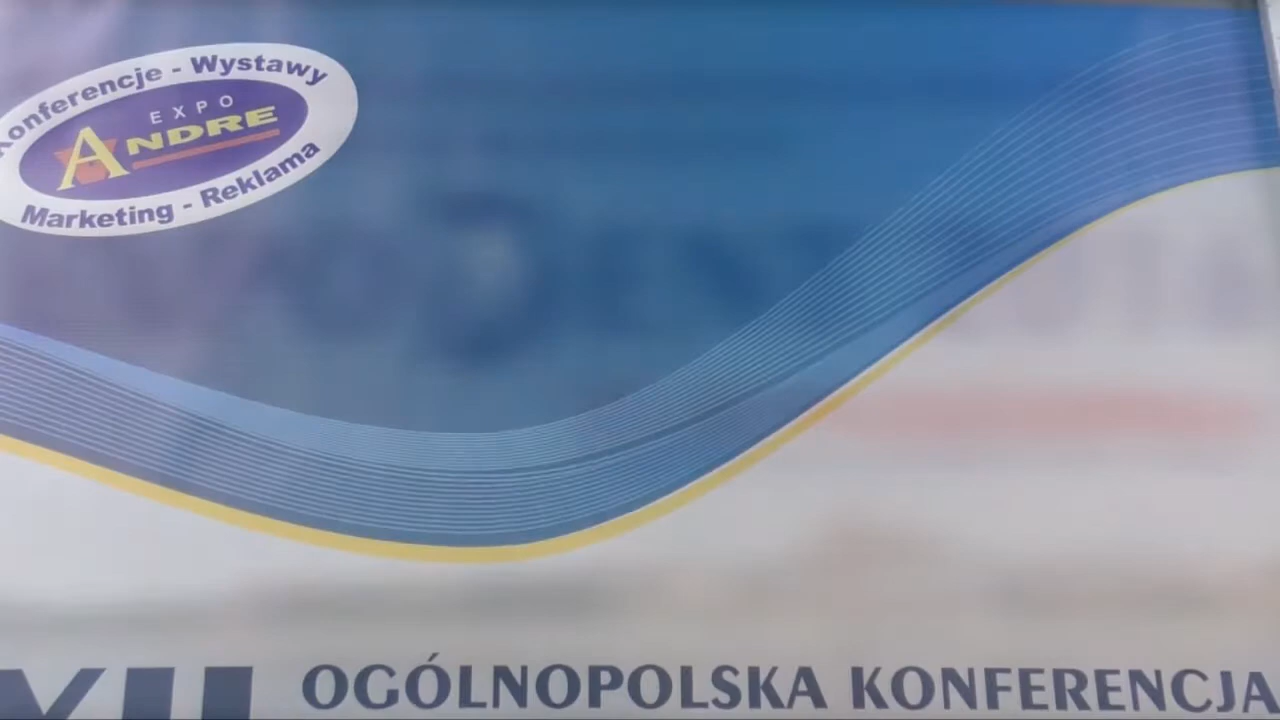 Konferencje - Wystawy
EXPO
ANDRE
Marketing - Reklama
OGÓLNOPOLSKA KONFERENCJA